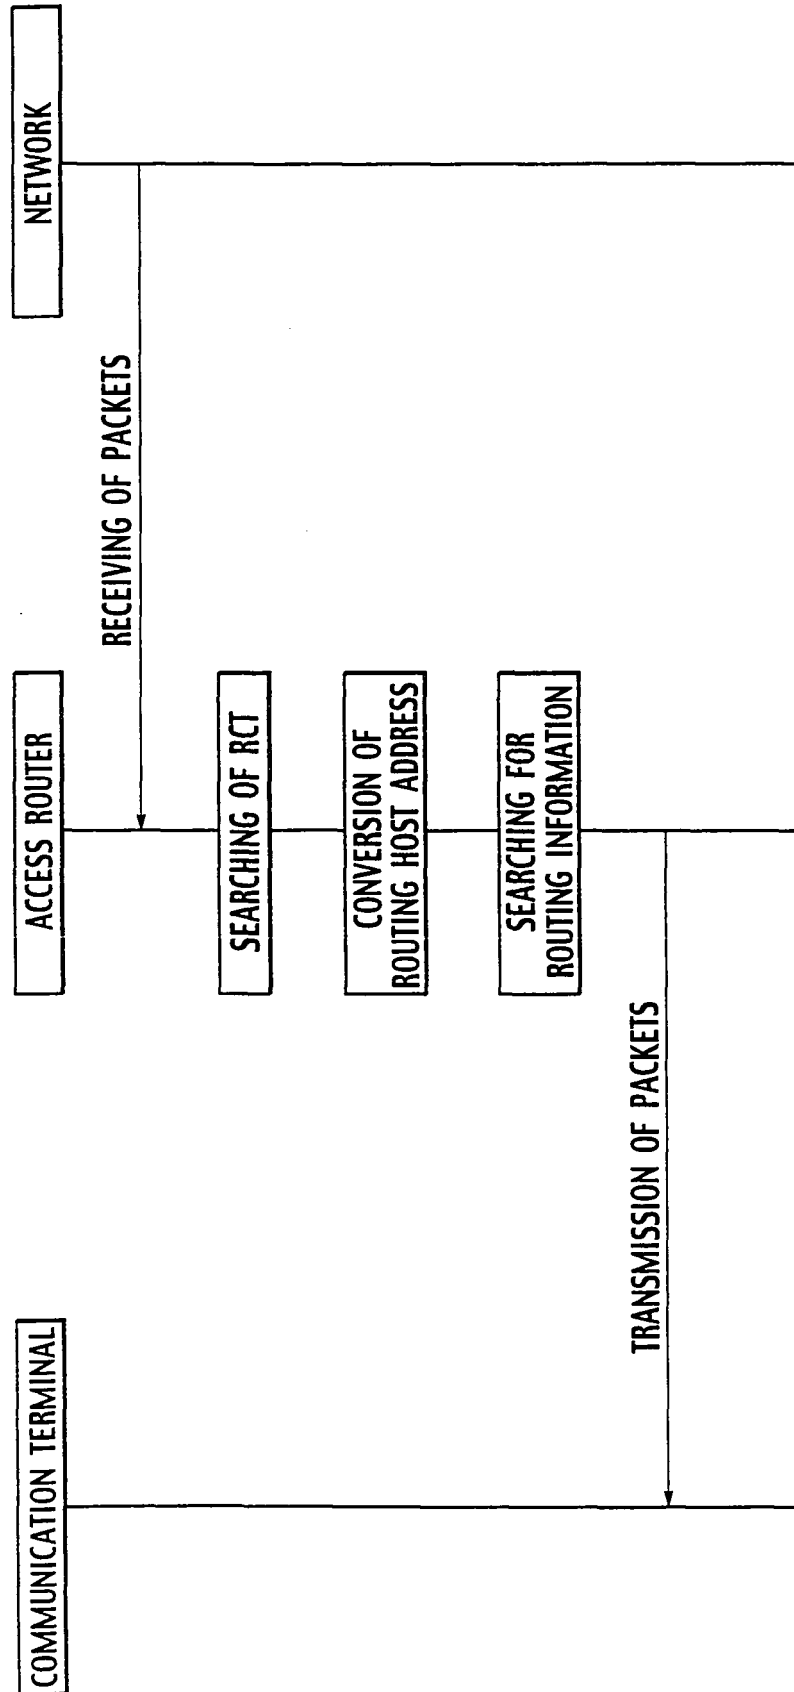 COMMUNICATION TERMINAL
ACCESS ROUTER
NETWORK
RECEIVING OF PACKETS
SEARCHING OF RCT
CONVERSION OF
ROUTING HOST ADDRESS
SEARCHING FOR
ROUTING INFORMATION
TRANSMISSION OF PACKETS